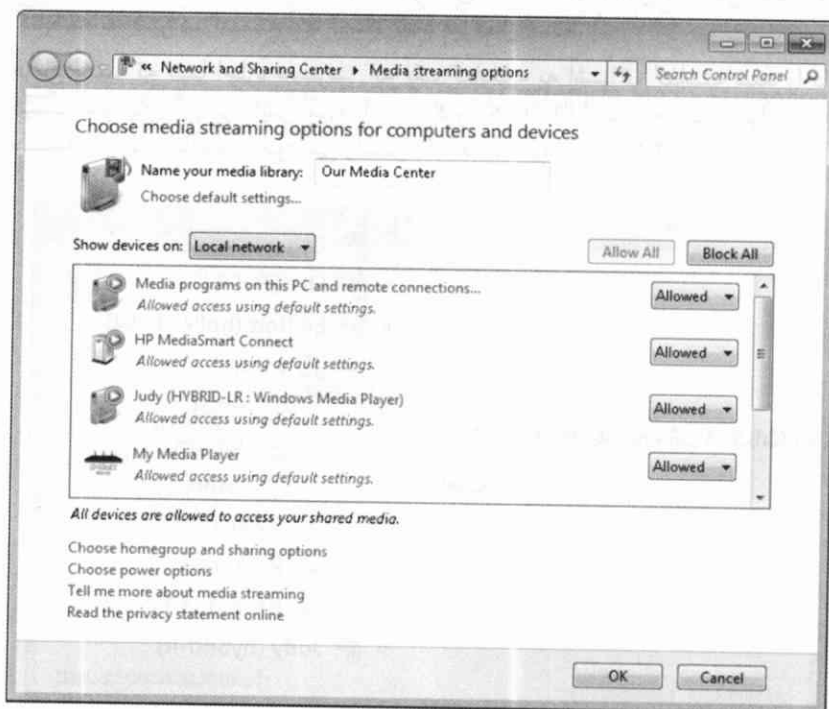 « Network and Sharing Center ▸ Media streaming options
Search Control Panel
Choose media streaming options for computers and devices
Name your media library: Our Media Center
Choose default settings...
Show devices on: Local network
Allow All
Block All
Media programs on this PC and remote connections...
Allowed access using default settings.
Allowed
HP MediaSmart Connect
Allowed access using default settings.
Allowed
Judy (HYBRID-LR : Windows Media Player)
Allowed access using default settings.
Allowed
My Media Player
Allowed access using default settings.
Allowed
All devices are allowed to access your shared media.
Choose homegroup and sharing options
Choose power options
Tell me more about media streaming
Read the privacy statement online
OK
Cancel